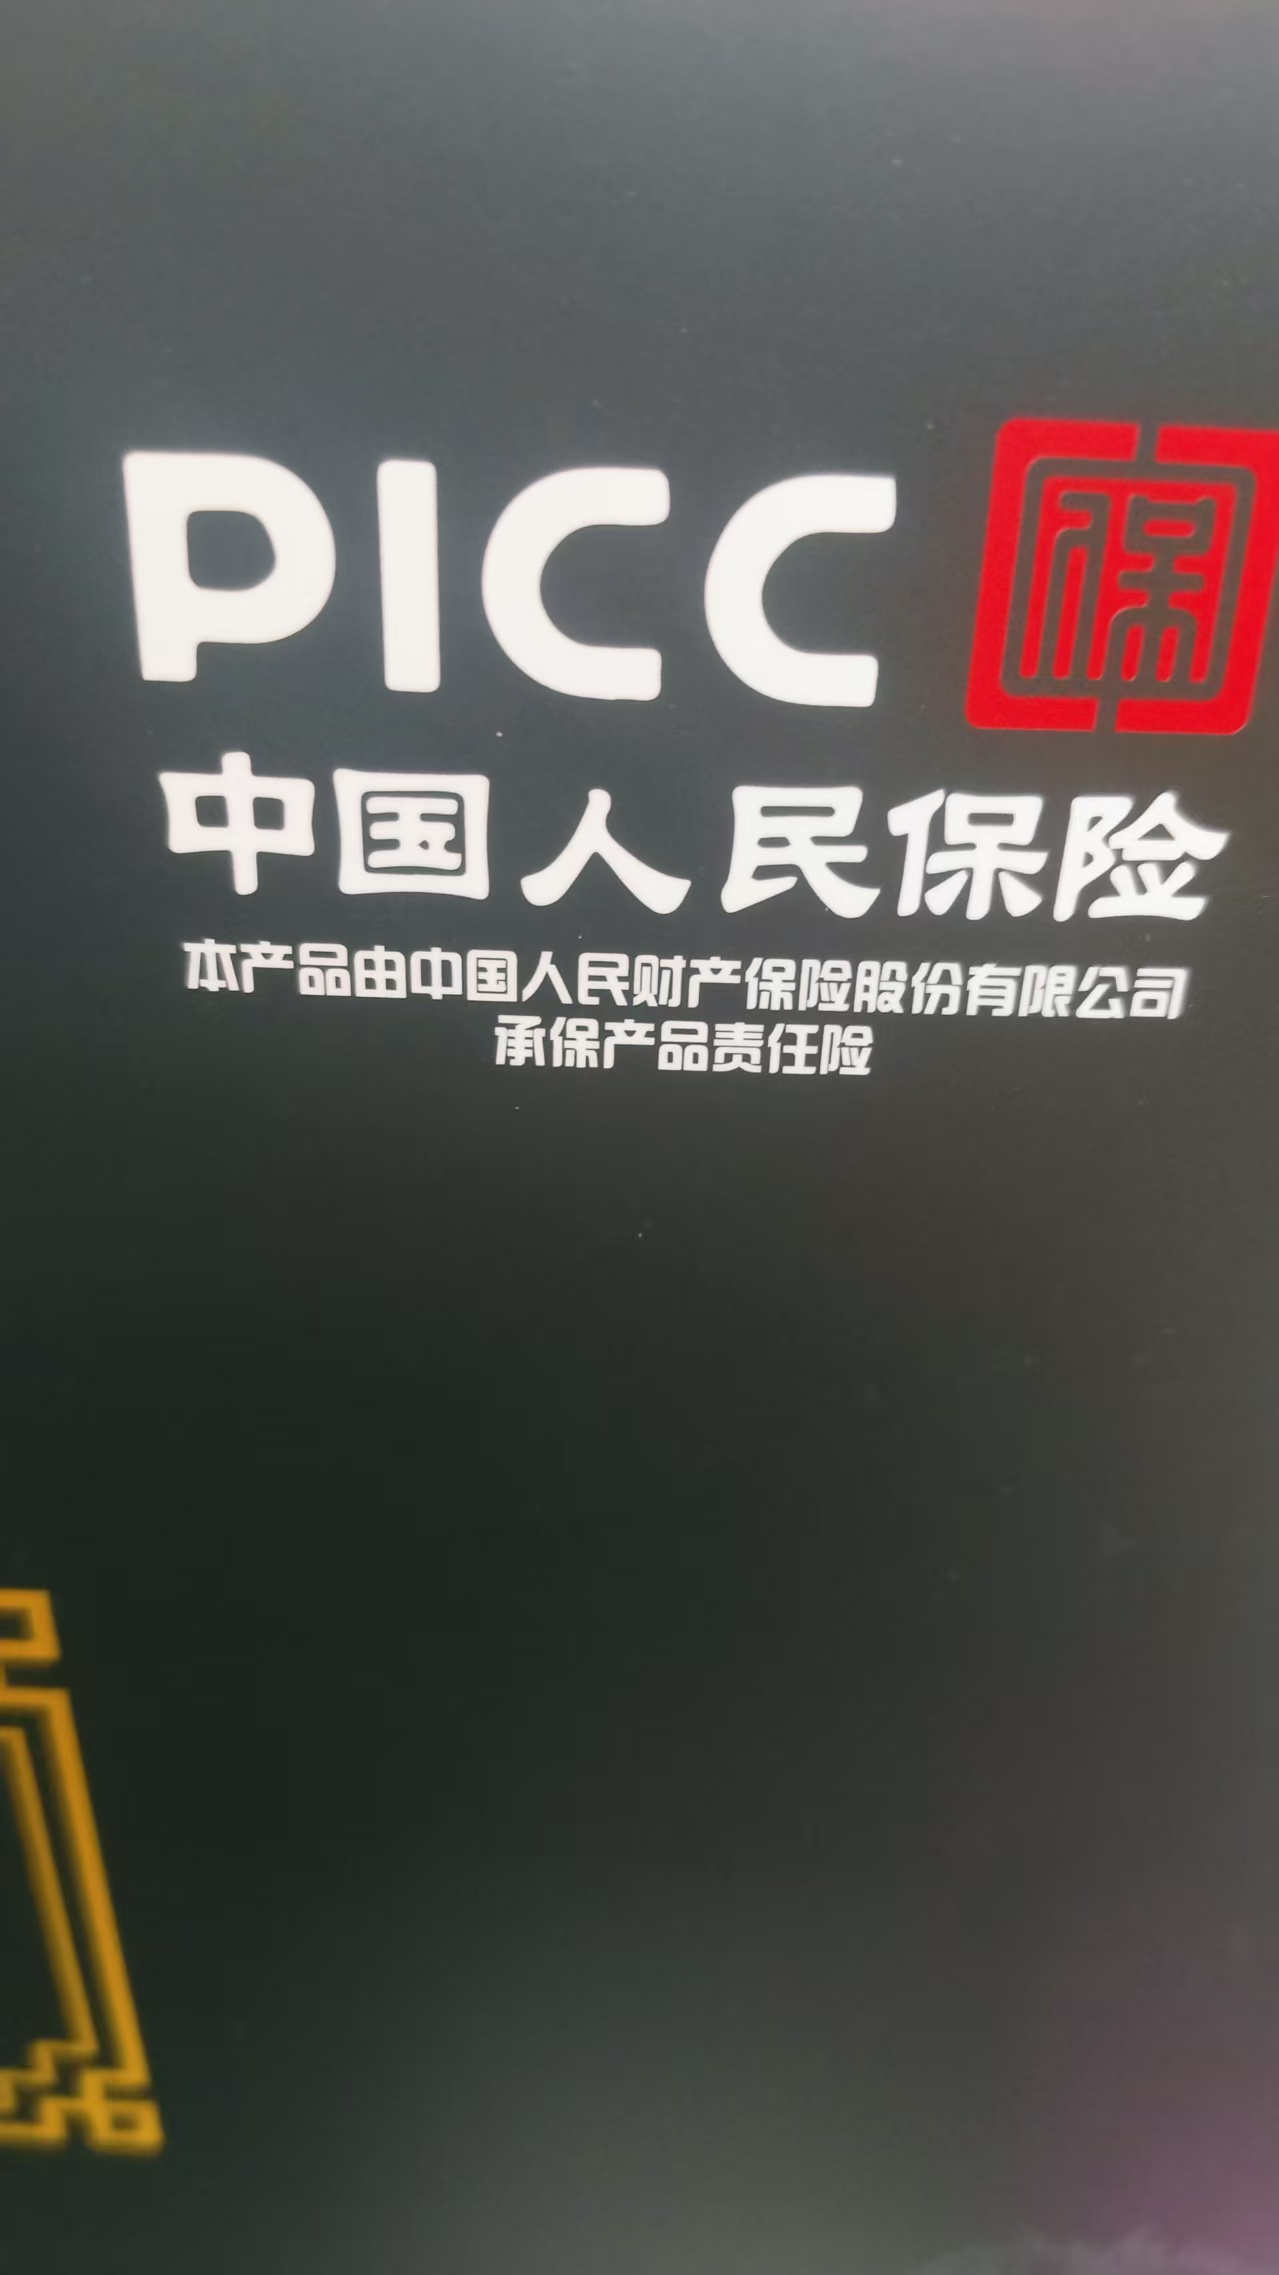 PICC 保
中国人民保险
本产品由中国人民财产保险股份有限公司
承保产品责任险